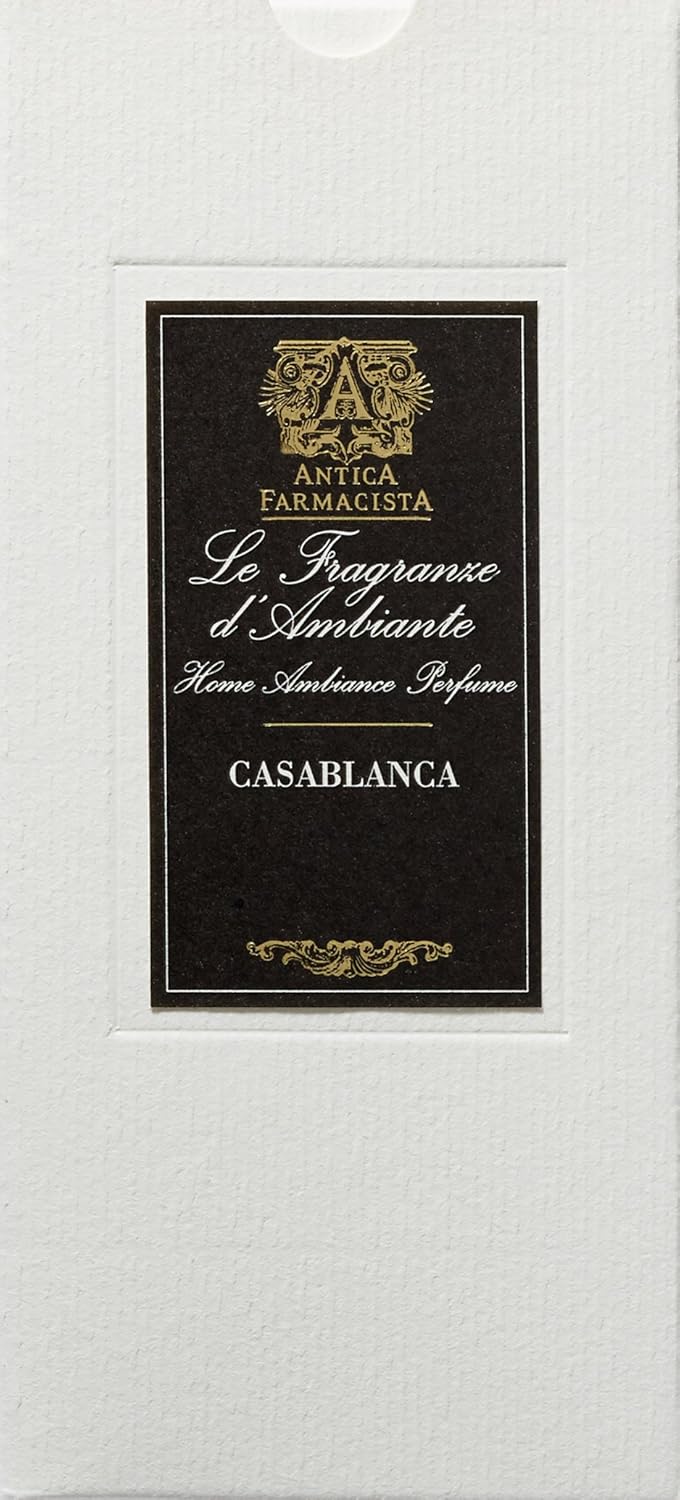 A
ANTICA
FARMACISTA
Le Fragranze
d'Ambiante
Home Ambiance Perfume
CASABLANCA